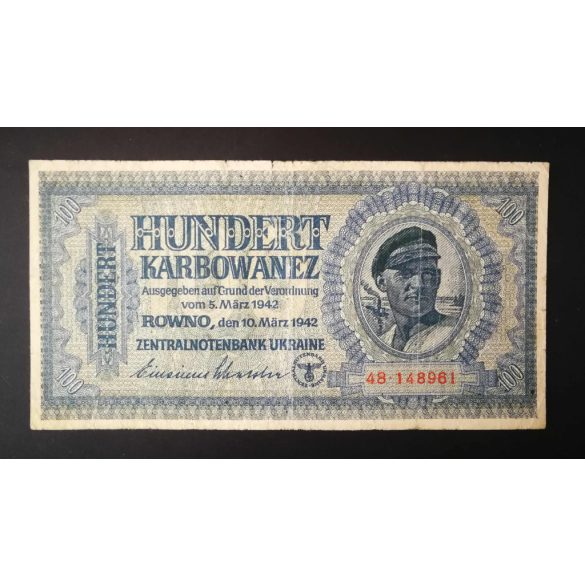 100
100
HUNDERT
HUNDERT
KARBOWANEZ
Ausgegeben auf Grund der Verordnung
vom 5. März 1942
ROWNO, den 10. März 1942
ZENTRALNOTENBANK UKRAINE
48·148961
100
100